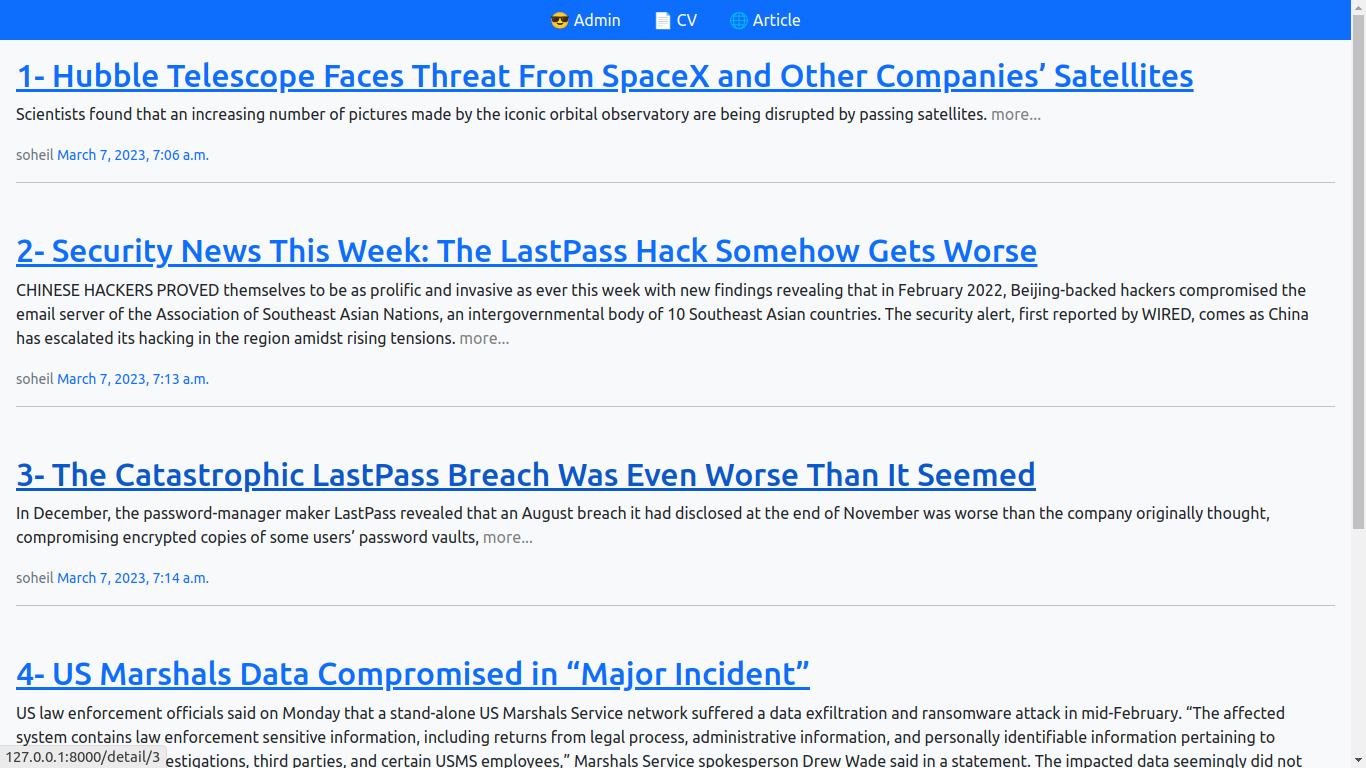 😎 Admin 📄 CV 🌐 Article
1- Hubble Telescope Faces Threat From SpaceX and Other Companies’ Satellites
Scientists found that an increasing number of pictures made by the iconic orbital observatory are being disrupted by passing satellites. more...
soheil March 7, 2023, 7:06 a.m.
2- Security News This Week: The LastPass Hack Somehow Gets Worse
CHINESE HACKERS PROVED themselves to be as prolific and invasive as ever this week with new findings revealing that in February 2022, Beijing-backed hackers compromised the
email server of the Association of Southeast Asian Nations, an intergovernmental body of 10 Southeast Asian countries. The security alert, first reported by WIRED, comes as China
has escalated its hacking in the region amidst rising tensions. more...
soheil March 7, 2023, 7:13 a.m.
3- The Catastrophic LastPass Breach Was Even Worse Than It Seemed
In December, the password-manager maker LastPass revealed that an August breach it had disclosed at the end of November was worse than the company originally thought,
compromising encrypted copies of some users’ password vaults, more...
soheil March 7, 2023, 7:14 a.m.
4- US Marshals Data Compromised in “Major Incident”
US law enforcement officials said on Monday that a stand-alone US Marshals Service network suffered a data exfiltration and ransomware attack in mid-February. “The affected
system contains law enforcement sensitive information, including returns from legal process, administrative information, and personally identifiable information pertaining to
estigations, third parties, and certain USMS employees,” Marshals Service spokesperson Drew Wade said in a statement. The impacted data seemingly did not
127.0.0.1:8000/detail/3